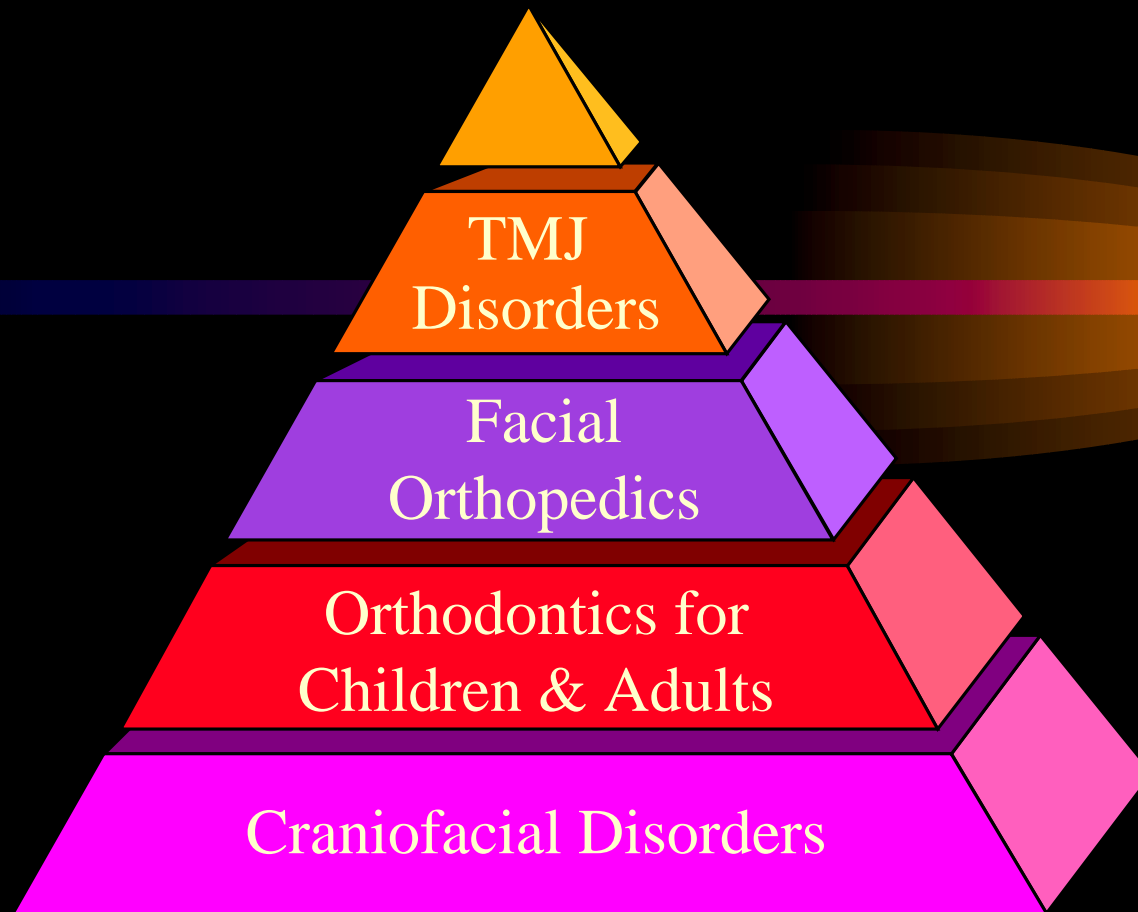 TMJ
Disorders
Facial
Orthopedics
Orthodontics for
Children & Adults
Craniofacial Disorders